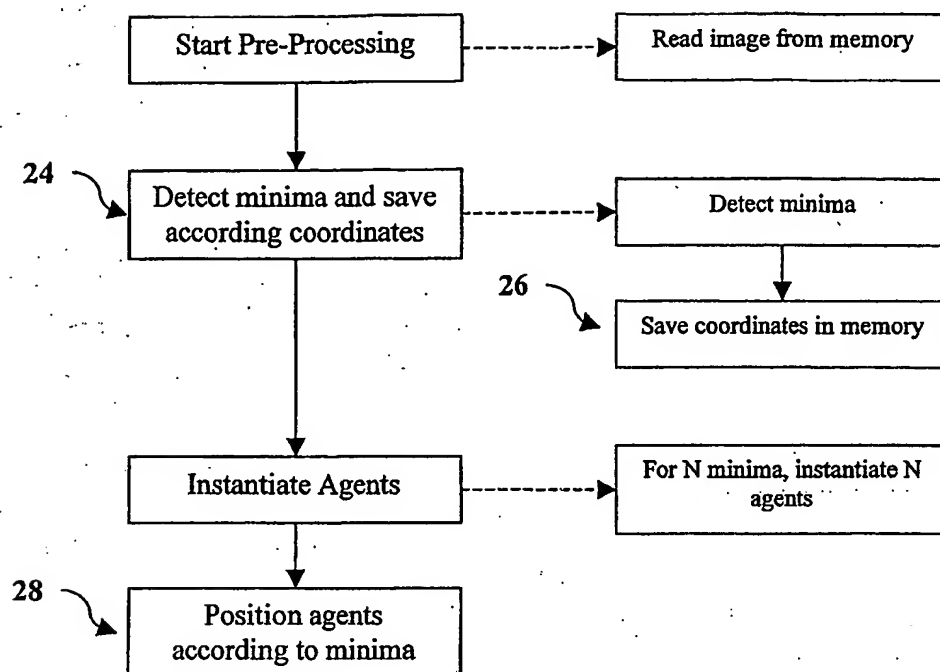 Start Pre-Processing
Read image from memory
24
Detect minima and save
according coordinates
Detect minima
26
Save coordinates in memory
Instantiate Agents
For N minima, instantiate N
agents
28
Position agents
according to minima